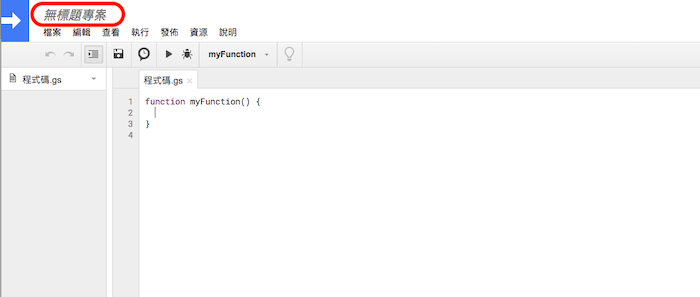 無標題專案
檔案 編輯 查看 執行 發佈 資源 說明
myFunction
程式碼.gs
程式碼.gs ×
1 function myFunction() {
2
3 }
4